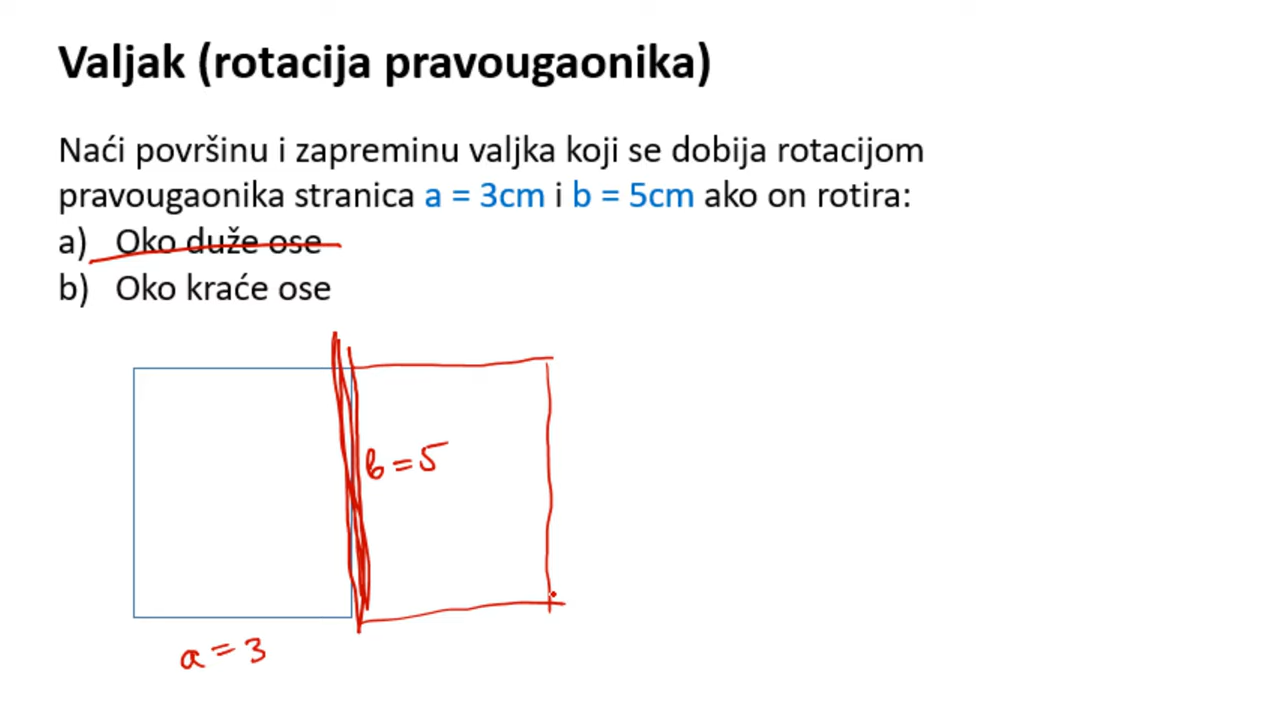 Valjak (rotacija pravougaonika)
Naći površinu i zapreminu valjka koji se dobija rotacijom
pravougaonika stranica a = 3cm i b = 5cm ako on rotira:
a) Oko duže ose
b) Oko kraće ose
b = 5
a = 3